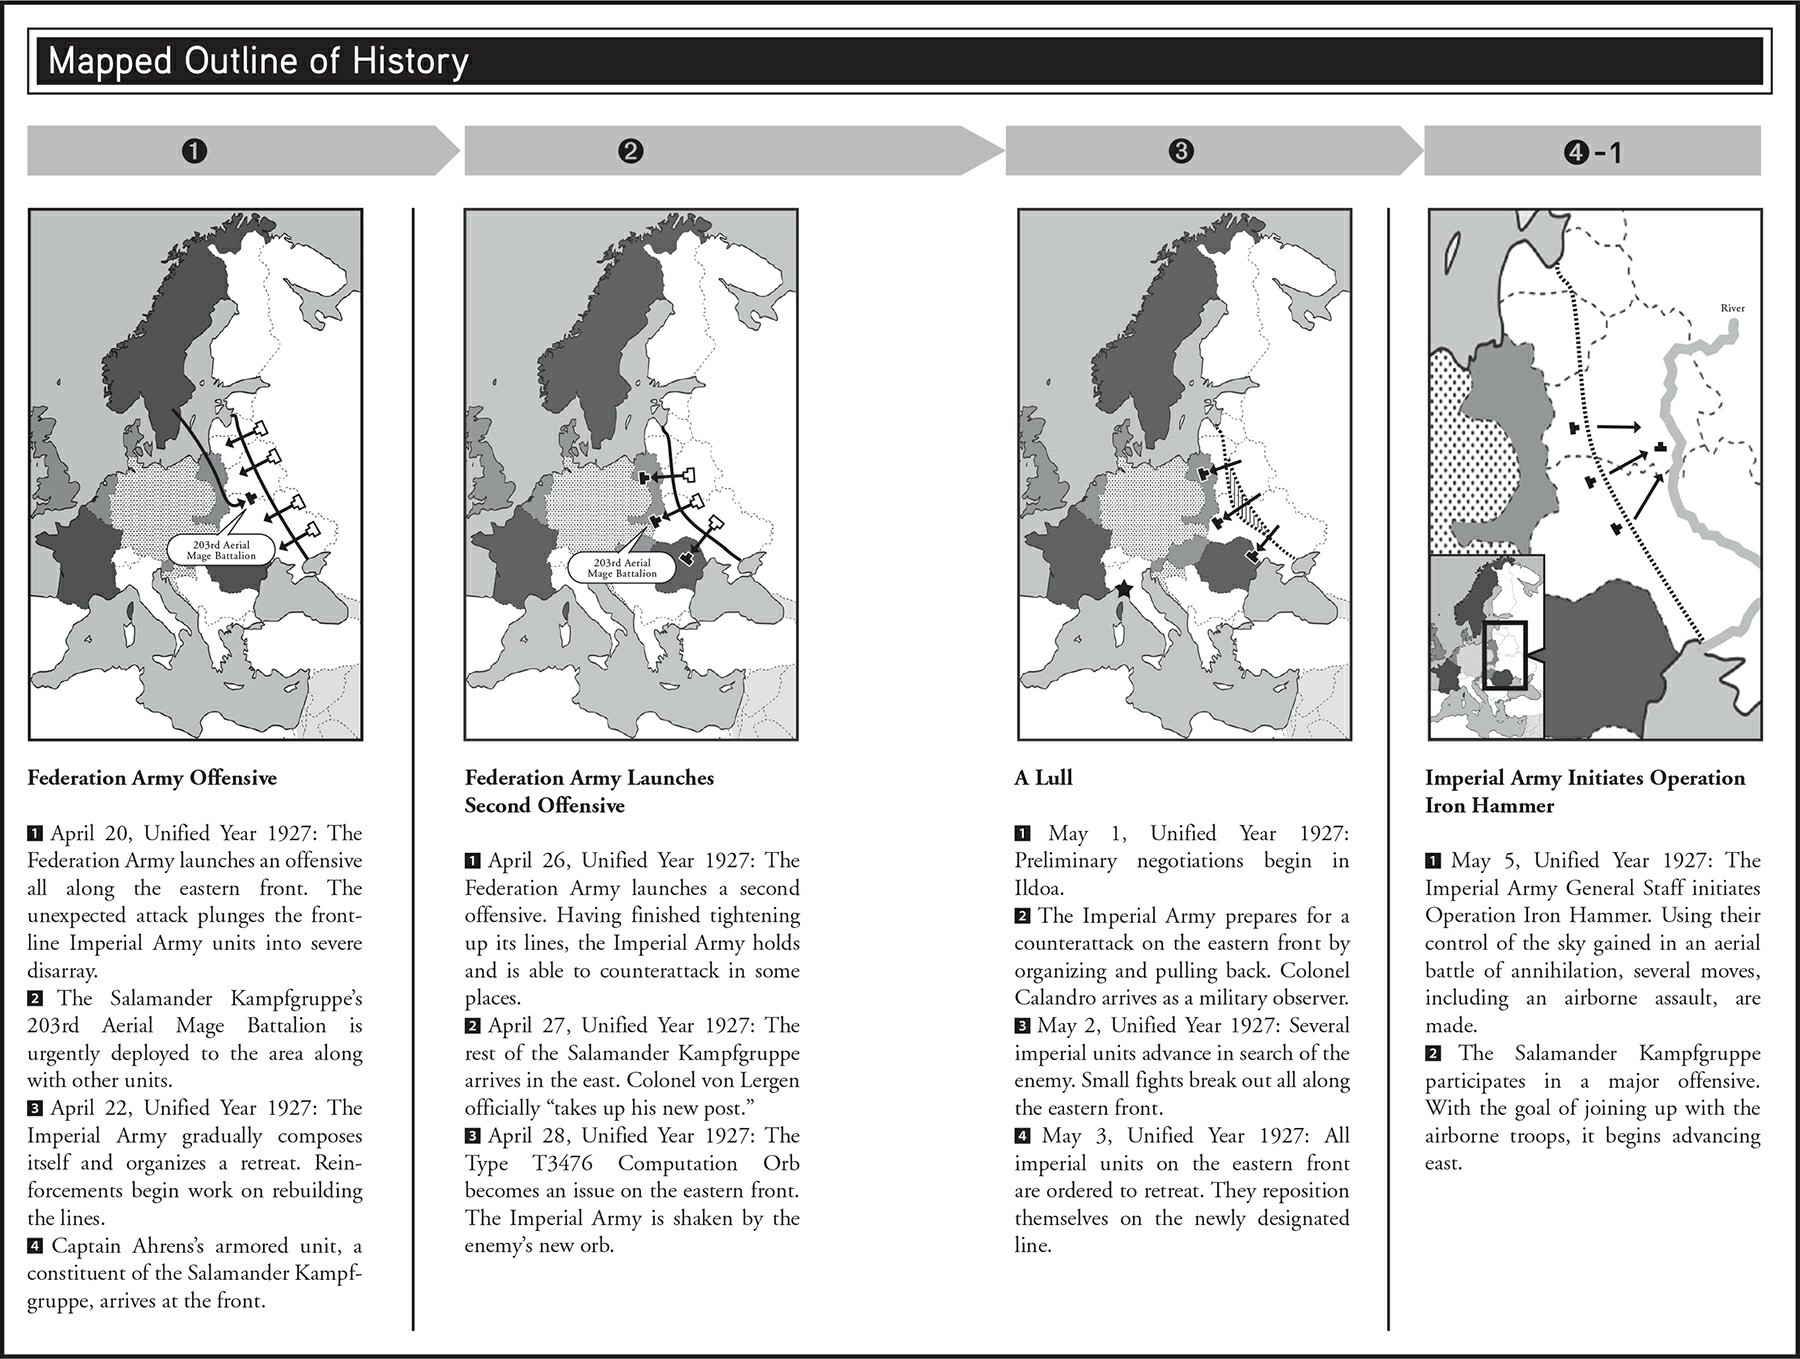 Mapped Outline of History
1
2
3
4-1
203rd Aerial
Mage Battalion
203rd Aerial
Mage Battalion
River
Federation Army Offensive
1 April 20, Unified Year 1927: The
Federation Army launches an offensive
all along the eastern front. The
unexpected attack plunges the front-
line Imperial Army units into severe
disarray.
2 The Salamander Kampfgruppe’s
203rd Aerial Mage Battalion is
urgently deployed to the area along
with other units.
3 April 22, Unified Year 1927: The
Imperial Army gradually composes
itself and organizes a retreat. Rein-
forcements begin work on rebuilding
the lines.
4 Captain Ahrens’s armored unit, a
constituent of the Salamander Kampf-
gruppe, arrives at the front.
Federation Army Launches
Second Offensive
1 April 26, Unified Year 1927: The
Federation Army launches a second
offensive. Having finished tightening
up its lines, the Imperial Army holds
and is able to counterattack in some
places.
2 April 27, Unified Year 1927: The
rest of the Salamander Kampfgruppe
arrives in the east. Colonel von Lergen
officially “takes up his new post.”
3 April 28, Unified Year 1927: The
Type T3476 Computation Orb
becomes an issue on the eastern front.
The Imperial Army is shaken by the
enemy’s new orb.
A Lull
1 May 1, Unified Year 1927:
Preliminary negotiations begin in
Ildoa.
2 The Imperial Army prepares for a
counterattack on the eastern front by
organizing and pulling back. Colonel
Calandro arrives as a military observer.
3 May 2, Unified Year 1927: Several
imperial units advance in search of the
enemy. Small fights break out all along
the eastern front.
4 May 3, Unified Year 1927: All
imperial units on the eastern front
are ordered to retreat. They reposition
themselves on the newly designated
line.
Imperial Army Initiates Operation
Iron Hammer
1 May 5, Unified Year 1927: The
Imperial Army General Staff initiates
Operation Iron Hammer. Using their
control of the sky gained in an aerial
battle of annihilation, several moves,
including an airborne assault, are
made.
2 The Salamander Kampfgruppe
participates in a major offensive.
With the goal of joining up with the
airborne troops, it begins advancing
east.